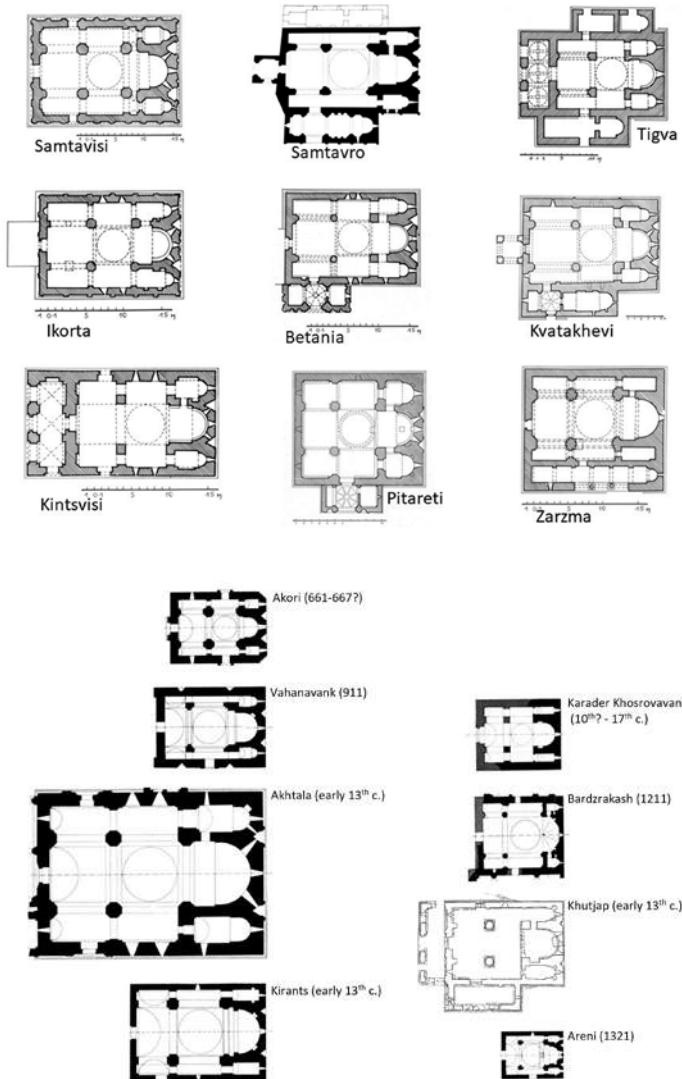 Samtavisi
Samtavro
Tigva
Ikorta
Betania
Kvatakhevi
Kintsvisi
Pitareti
Zarzma
Akori (661-667?)
Vahanavank (911)
Karader Khosrovavan
(10th? - 17th c.)
Akhtala (early 13th c.)
Bardzrakash (1211)
Khutjap (early 13th c.)
Kirants (early 13th c.)
Areni (1321)